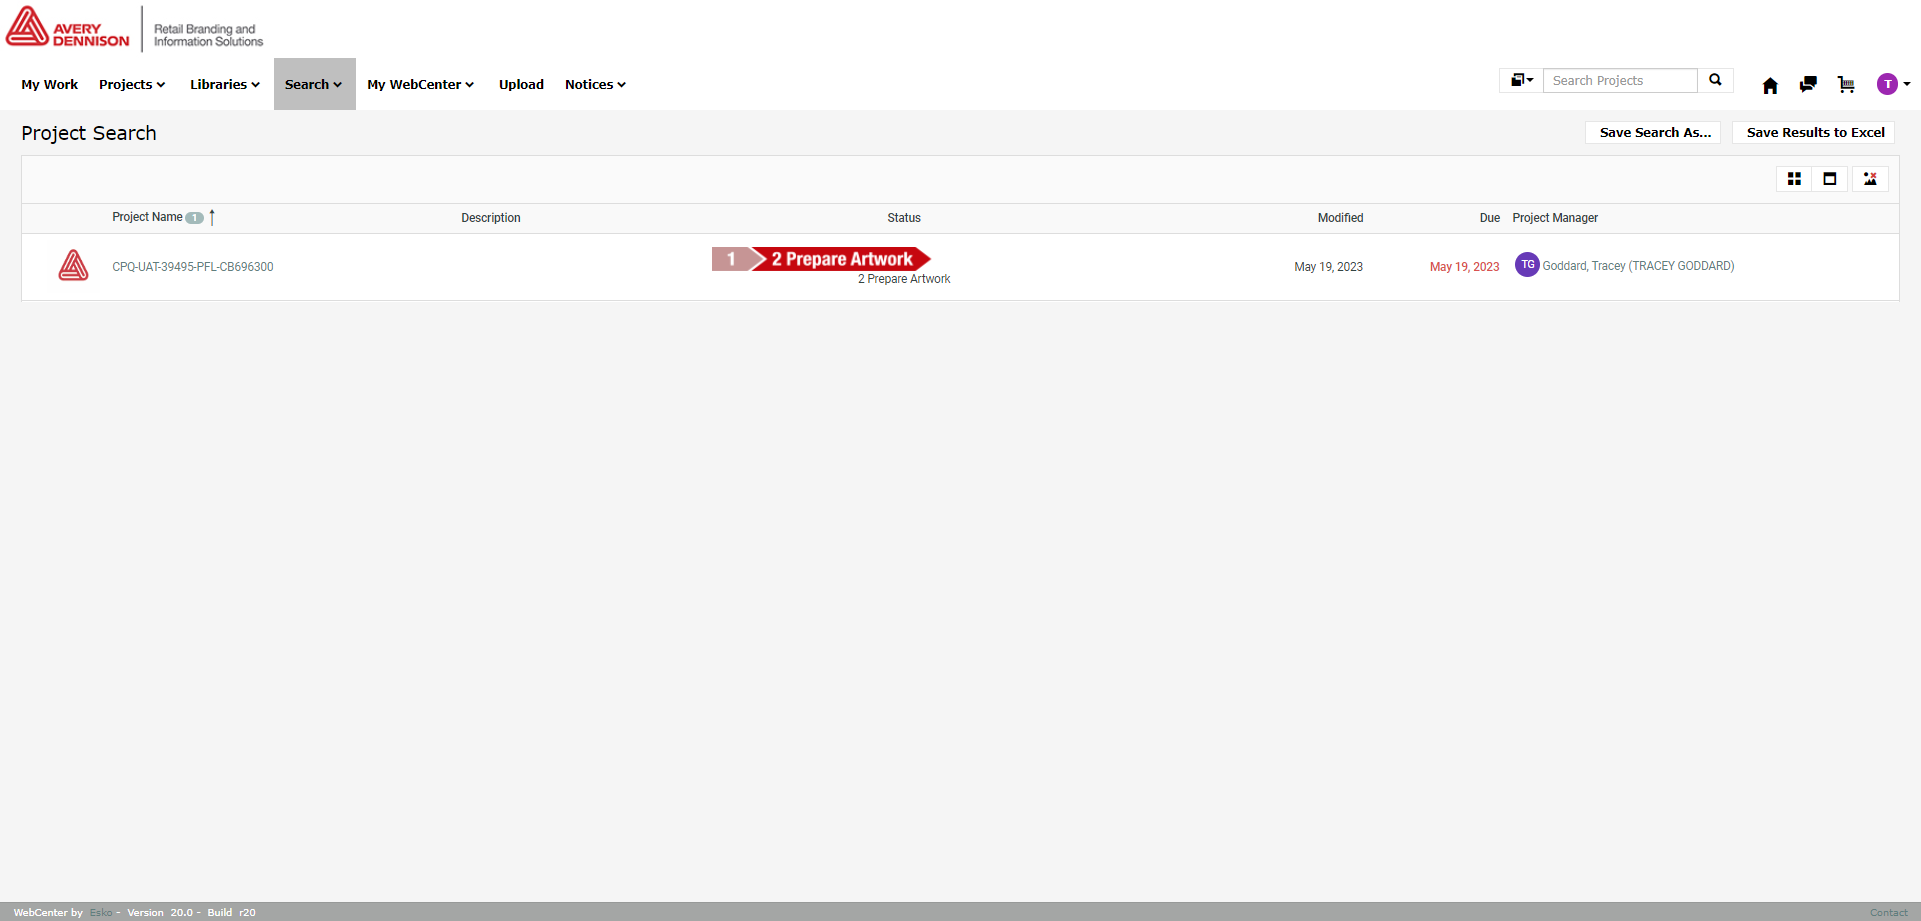 AVERY
DENNISON
Retail Branding and
Information Solutions
My Work Projects Libraries Search My WebCenter Upload Notices Search Projects T
Project Search Save Search As... Save Results to Excel
Project Name 1 Description Status Modified Due Project Manager
1 2 Prepare Artwork
CPQ-UAT-39495-PFL-CB696300 May 19, 2023 May 19, 2023 TG Goddard, Tracey (TRACEY GODDARD)
2 Prepare Artwork
WebCenter by Esko - Version 20.0 - Build r20 Contact